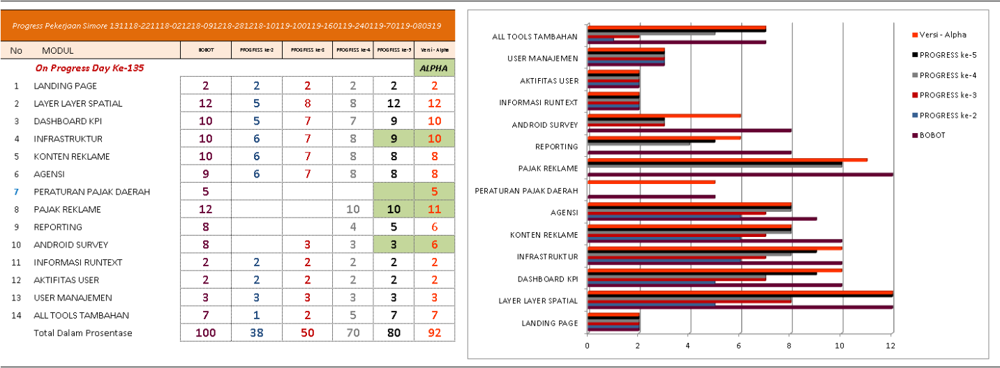 Progress Pekerjaan Simore 131118-221118-021218-091218-281218-10119-100119-160119-240119-70119-080319
No MODUL BOBOT PROGRESS ke-2 PROGRESS ke-3 PROGRESS ke-4 PROGRESS ke-5 Versi - Alpha
On Progress Day Ke-135 ALPHA
1 LANDING PAGE 2 2 2 2 2 2
2 LAYER LAYER SPATIAL 12 5 8 8 12 12
3 DASHBOARD KPI 10 5 7 7 9 10
4 INFRASTRUKTUR 10 6 7 8 9 10
5 KONTEN REKLAME 10 6 7 8 8 8
6 AGENSI 9 6 7 8 8 8
7 PERATURAN PAJAK DAERAH 5 5
8 PAJAK REKLAME 12 10 10 11
9 REPORTING 8 4 5 6
10 ANDROID SURVEY 8 3 3 3 6
11 INFORMASI RUNTEXT 2 2 2 2 2 2
12 AKTIFITAS USER 2 2 2 2 2 2
13 USER MANAJEMEN 3 3 3 3 3 3
14 ALL TOOLS TAMBAHAN 7 1 2 5 7 7
Total Dalam Prosentase 100 38 50 70 80 92
ALL TOOLS TAMBAHAN
USER MANAJEMEN
AKTIFITAS USER
INFORMASI RUNTEXT
ANDROID SURVEY
REPORTING
PAJAK REKLAME
PERATURAN PAJAK DAERAH
AGENSI
KONTEN REKLAME
INFRASTRUKTUR
DASHBOARD KPI
LAYER LAYER SPATIAL
LANDING PAGE
0 2 4 6 8 10 12
Versi - Alpha
PROGRESS ke-5
PROGRESS ke-4
PROGRESS ke-3
PROGRESS ke-2
BOBOT